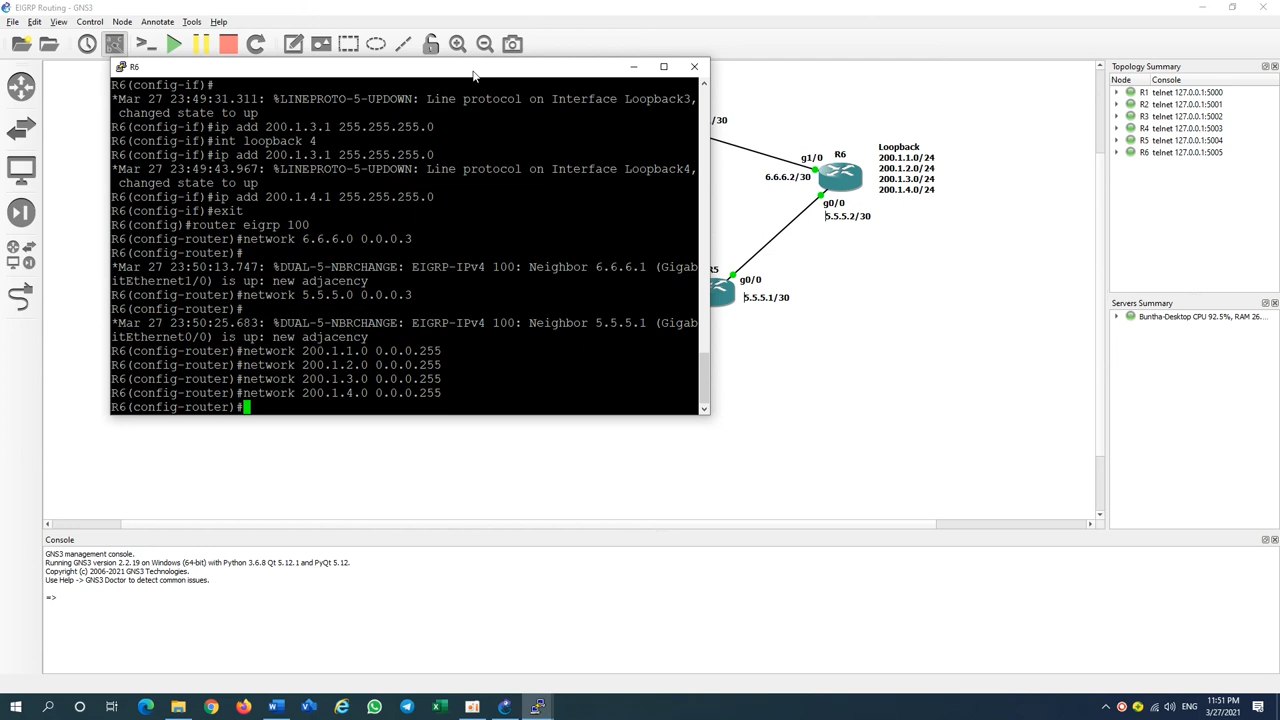 EIGRP Routing - GNS3
File Edit View Control Node Annotate Tools Help
R6
R6(config-if)#
*Mar 27 23:49:31.311: %LINEPROTO-5-UPDOWN: Line protocol on Interface Loopback3,
changed state to up
R6(config-if)#ip add 200.1.3.1 255.255.255.0
R6(config-if)#int loopback 4
R6(config-if)#ip add 200.1.3.1 255.255.255.0
*Mar 27 23:49:43.967: %LINEPROTO-5-UPDOWN: Line protocol on Interface Loopback4,
changed state to up
R6(config-if)#ip add 200.1.4.1 255.255.255.0
R6(config-if)#exit
R6(config)#router eigrp 100
R6(config-router)#network 6.6.6.0 0.0.0.3
R6(config-router)#
*Mar 27 23:50:13.747: %DUAL-5-NBRCHANGE: EIGRP-IPv4 100: Neighbor 6.6.6.1 (Gigab
itEthernet1/0) is up: new adjacency
R6(config-router)#network 5.5.5.0 0.0.0.3
R6(config-router)#
*Mar 27 23:50:25.683: %DUAL-5-NBRCHANGE: EIGRP-IPv4 100: Neighbor 5.5.5.1 (Gigab
itEthernet0/0) is up: new adjacency
R6(config-router)#network 200.1.1.0 0.0.0.255
R6(config-router)#network 200.1.2.0 0.0.0.255
R6(config-router)#network 200.1.3.0 0.0.0.255
R6(config-router)#network 200.1.4.0 0.0.0.255
R6(config-router)#
/30
g1/0
R6
6.6.6.2/30
g0/0
5.5.5.2/30
Loopback
200.1.1.0/24
200.1.2.0/24
200.1.3.0/24
200.1.4.0/24
R5
g0/0
5.5.5.1/30
Topology Summary
Node Console
R1 telnet 127.0.0.1:5000
R2 telnet 127.0.0.1:5001
R3 telnet 127.0.0.1:5002
R4 telnet 127.0.0.1:5003
R5 telnet 127.0.0.1:5004
R6 telnet 127.0.0.1:5005
Servers Summary
Buntha-Desktop CPU 92.5%, RAM 26....
Console
GNS3 management console.
Running GNS3 version 2.2.19 on Windows (64-bit) with Python 3.6.8 Qt 5.12.1 and PyQt 5.12.
Copyright (c) 2006-2021 GNS3 Technologies.
Use Help -> GNS3 Doctor to detect common issues.
=>
11:51 PM
3/27/2021